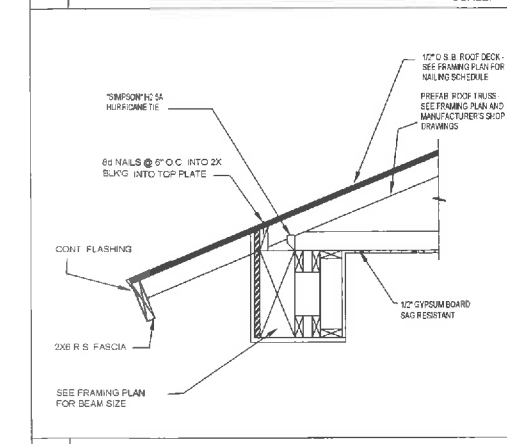 1/2" O.S.B. ROOF DECK -
SEE FRAMING PLAN FOR
NAILING SCHEDULE
"SIMPSON" H2.5A
HURRICANE TIE
PREFAB ROOF TRUSS -
SEE FRAMING PLAN AND
MANUFACTURER'S SHOP
DRAWINGS
8d NAILS @ 6" O.C. INTO 2X
BLK'G INTO TOP PLATE
CONT. FLASHING
1/2" GYPSUM BOARD
SAG RESISTANT
2X6 R.S. FASCIA
SEE FRAMING PLAN
FOR BEAM SIZE